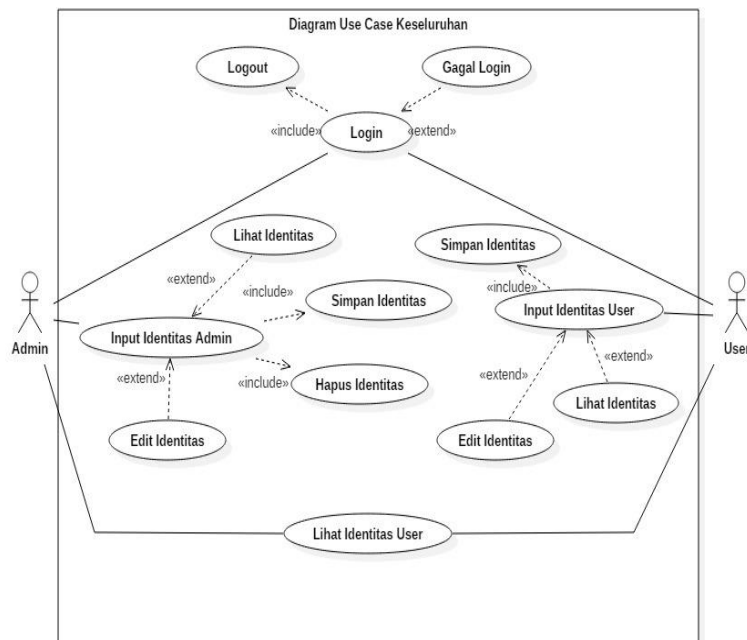 Diagram Use Case Keseluruhan
Logout
Gagal Login
«include»
Login
«extend»
Lihat Identitas
Simpan Identitas
«extend»
«include»
«include»
Simpan Identitas
Input Identitas User
Admin
Input Identitas Admin
User
«extend»
«include»
Hapus Identitas
«extend»
«extend»
Lihat Identitas
Edit Identitas
Edit Identitas
Lihat Identitas User